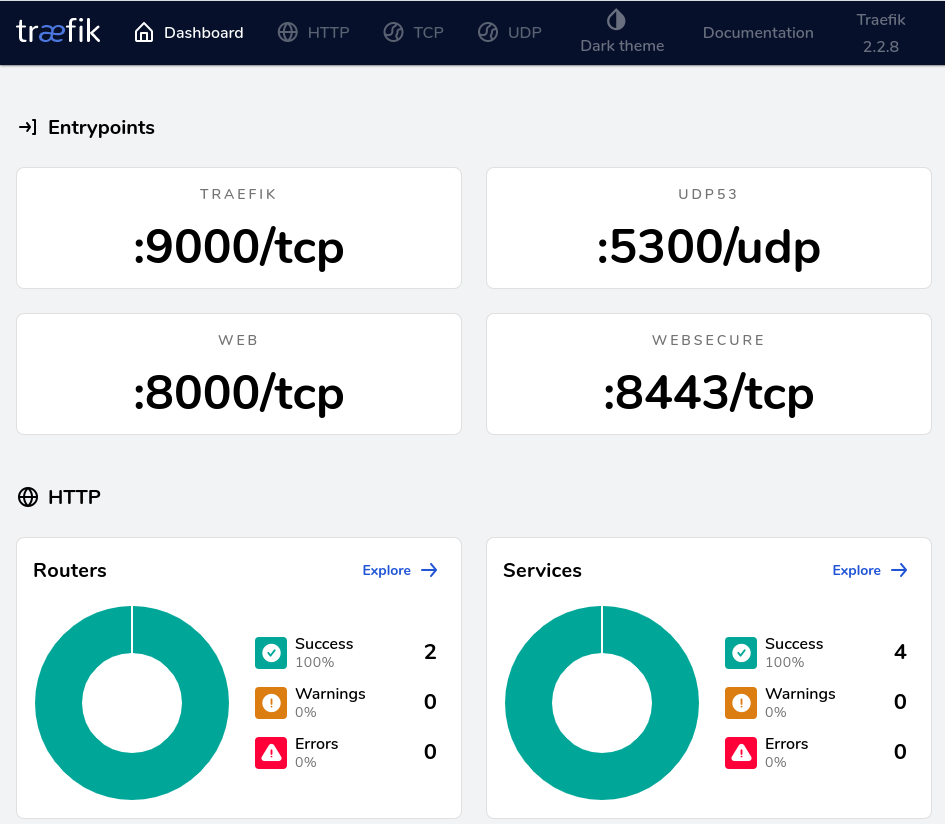 træfik
Dashboard
HTTP
TCP
UDP
Dark theme
Documentation
Traefik
2.2.8
Entrypoints
TRAEFIK
:9000/tcp
UDP53
:5300/udp
WEB
:8000/tcp
WEBSECURE
:8443/tcp
HTTP
Routers
Explore
Success
100%
2
Warnings
0%
0
Errors
0%
0
Services
Explore
Success
100%
4
Warnings
0%
0
Errors
0%
0